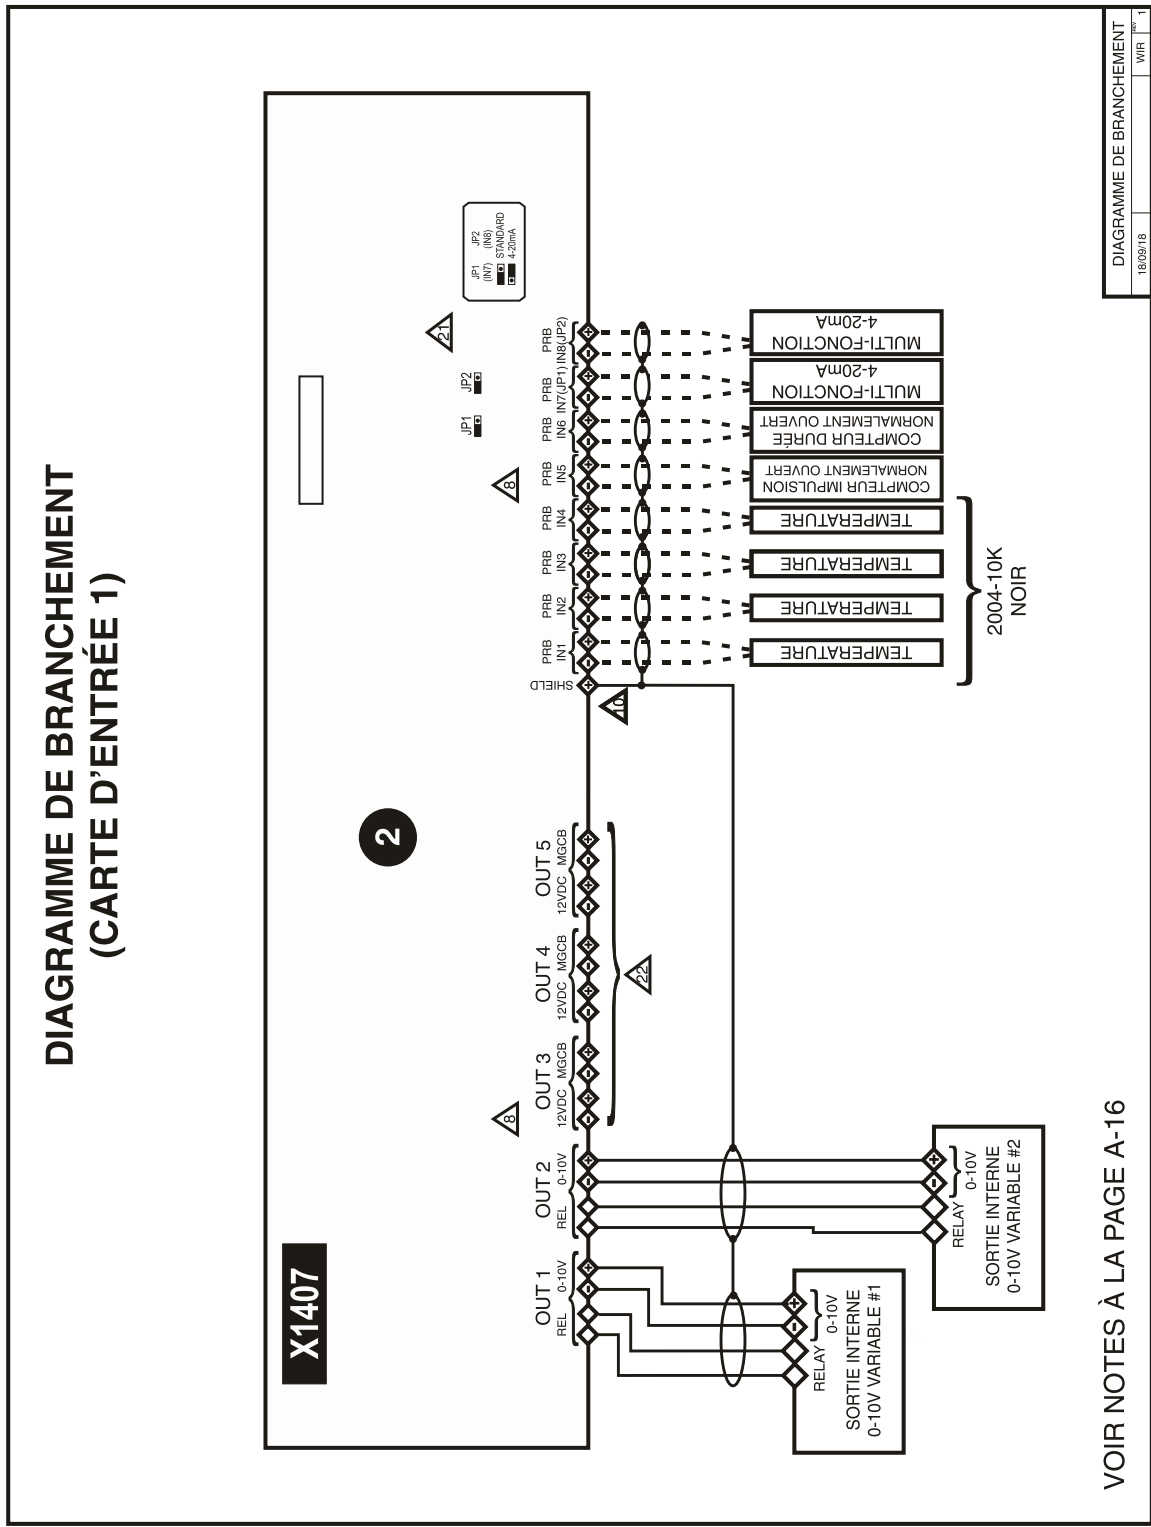 DIAGRAMME DE BRANCHEMENT
(CARTE D'ENTRÉE 1)
X1407
2
JP1
JP2
21
JP1
(IN7)
JP2
(IN8)
STANDARD
4-20mA
8
8
OUT 1
REL
0-10V
OUT 2
REL
0-10V
OUT 3
12VDC
MGCB
OUT 4
12VDC
MGCB
OUT 5
12VDC
MGCB
SHIELD
PRB
IN1
PRB
IN2
PRB
IN3
PRB
IN4
PRB
IN5
PRB
IN6
PRB
IN7(JP1)
PRB
IN8(JP2)
22
10
TEMPERATURE
TEMPERATURE
TEMPERATURE
TEMPERATURE
COMPTEUR IMPULSION
NORMALEMENT OUVERT
COMPTEUR DURÉE
NORMALEMENT OUVERT
MULTI-FONCTION
4-20mA
MULTI-FONCTION
4-20mA
2004-10K
NOIR
RELAY
0-10V
SORTIE INTERNE
0-10V VARIABLE #1
RELAY
0-10V
SORTIE INTERNE
0-10V VARIABLE #2
VOIR NOTES À LA PAGE A-16
DIAGRAMME DE BRANCHEMENT
18/09/18
WIR
REV
1